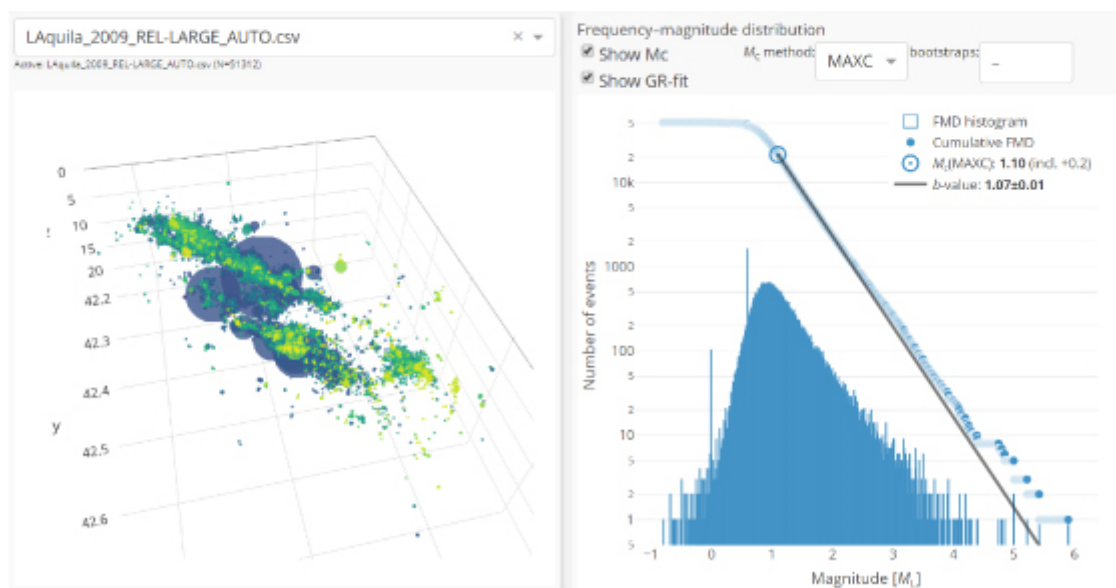 LAquila_2009_REL-LARGE_AUTO.csv
Active: LAquila_2009_REL-LARGE_AUTO.csv (N=51312)
0
5
10
15
20
42.2
42.3
42.4
y
42.5
42.6
Frequency–magnitude distribution
Show Mc
Mc method:
MAXC
bootstraps:
–
Show GR-fit
FMD histogram
Cumulative FMD
Mc(MAXC): 1.10 (incl. +0.2)
b-value: 1.07±0.01
Number of events
5
2
10k
5
2
1000
5
2
100
5
2
10
5
2
1
5
−1 0 1 2 3 4 5 6
Magnitude [ML]